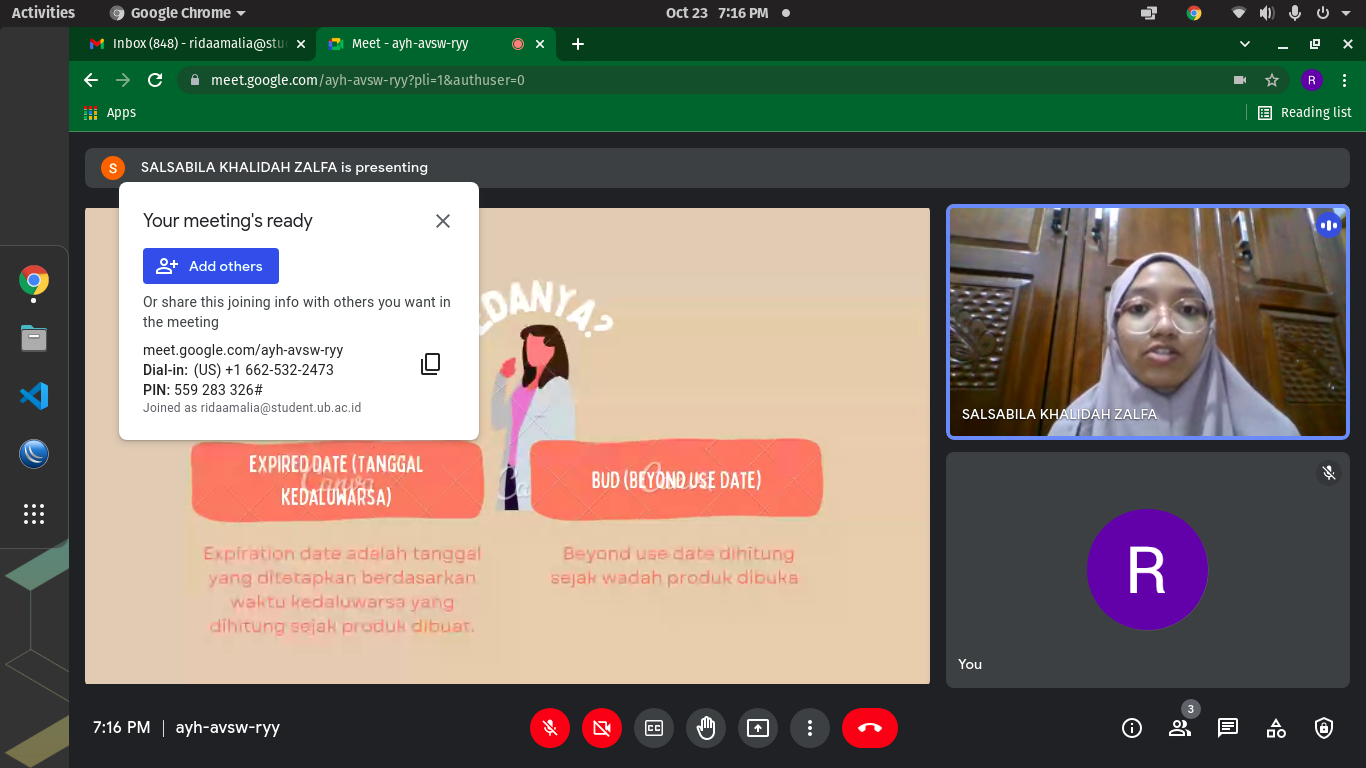 Activities
Google Chrome
Oct 23 7:16 PM
Inbox (848) - ridaamalia@stu
Meet - ayh-avsw-ryy
meet.google.com/ayh-avsw-ryy?pli=1&authuser=0
R
Apps
Reading list
S
SALSABILA KHALIDAH ZALFA is presenting
Your meeting's ready
Add others
Or share this joining info with others you want in
the meeting
meet.google.com/ayh-avsw-ryy
Dial-in: (US) +1 662-532-2473
PIN: 559 283 326#
Joined as ridaamalia@student.ub.ac.id
EDANYA?
EXPIRED DATE (TANGGAL
KEDALUWARSA)
Canva
BUD (BEYOND USE DATE)
Canva
Ca
Expiration date adalah tanggal
yang ditetapkan berdasarkan
waktu kedaluwarsa yang
dihitung sejak produk dibuat.
Beyond use date dihitung
sejak wadah produk dibuka
SALSABILA KHALIDAH ZALFA
R
You
7:16 PM | ayh-avsw-ryy
CC
3